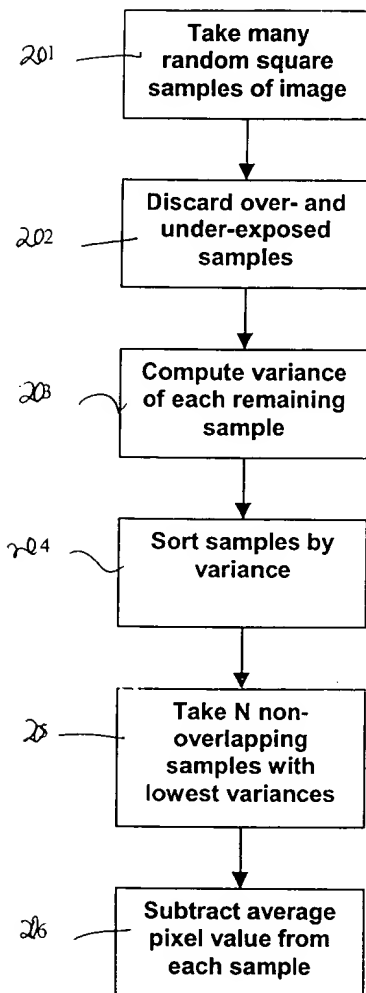 201
Take many
random square
samples of image
202
Discard over- and
under-exposed
samples
203
Compute variance
of each remaining
sample
204
Sort samples by
variance
205
Take N non-
overlapping
samples with
lowest variances
206
Subtract average
pixel value from
each sample